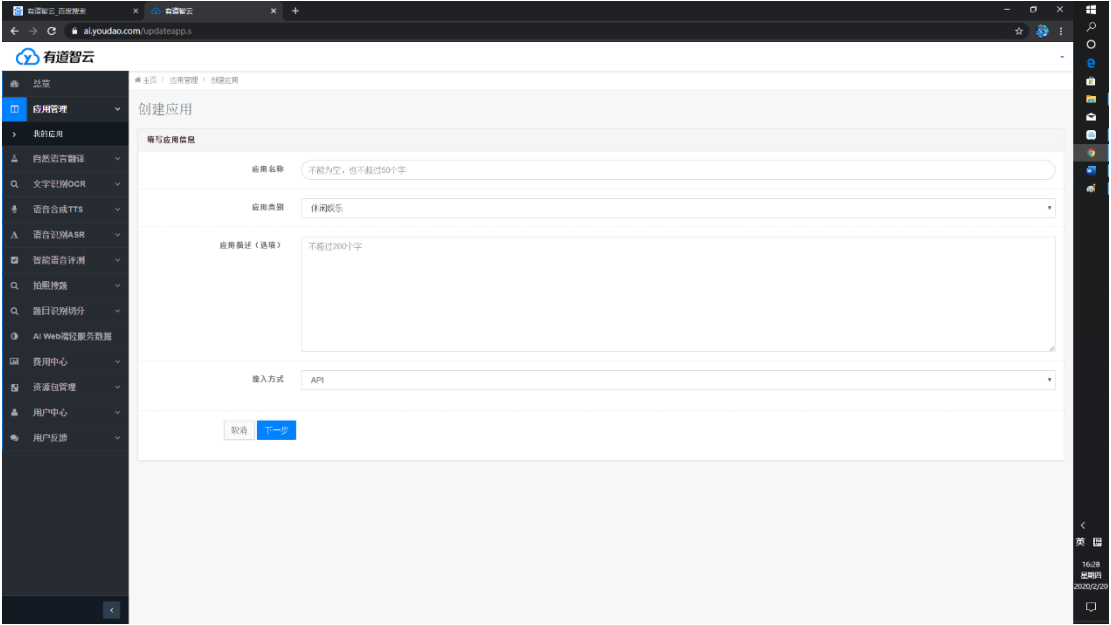 有道智云_百度搜索
有道智云
ai.youdao.com/updateapp.s
有道智云
总览
应用管理
我的应用
自然语言翻译
文字识别OCR
语音合成TTS
语音识别ASR
智能语音评测
拍照搜题
题目识别切分
AI Web端轻服务数据
费用中心
资源包管理
用户中心
用户反馈
主页 / 应用管理 / 创建应用
创建应用
填写应用信息
应用名称
不能为空，也不超过50个字
应用类别
休闲娱乐
应用描述（选填）
不超过200个字
接入方式
API
取消
下一步
英
16:28
星期四
2020/2/20